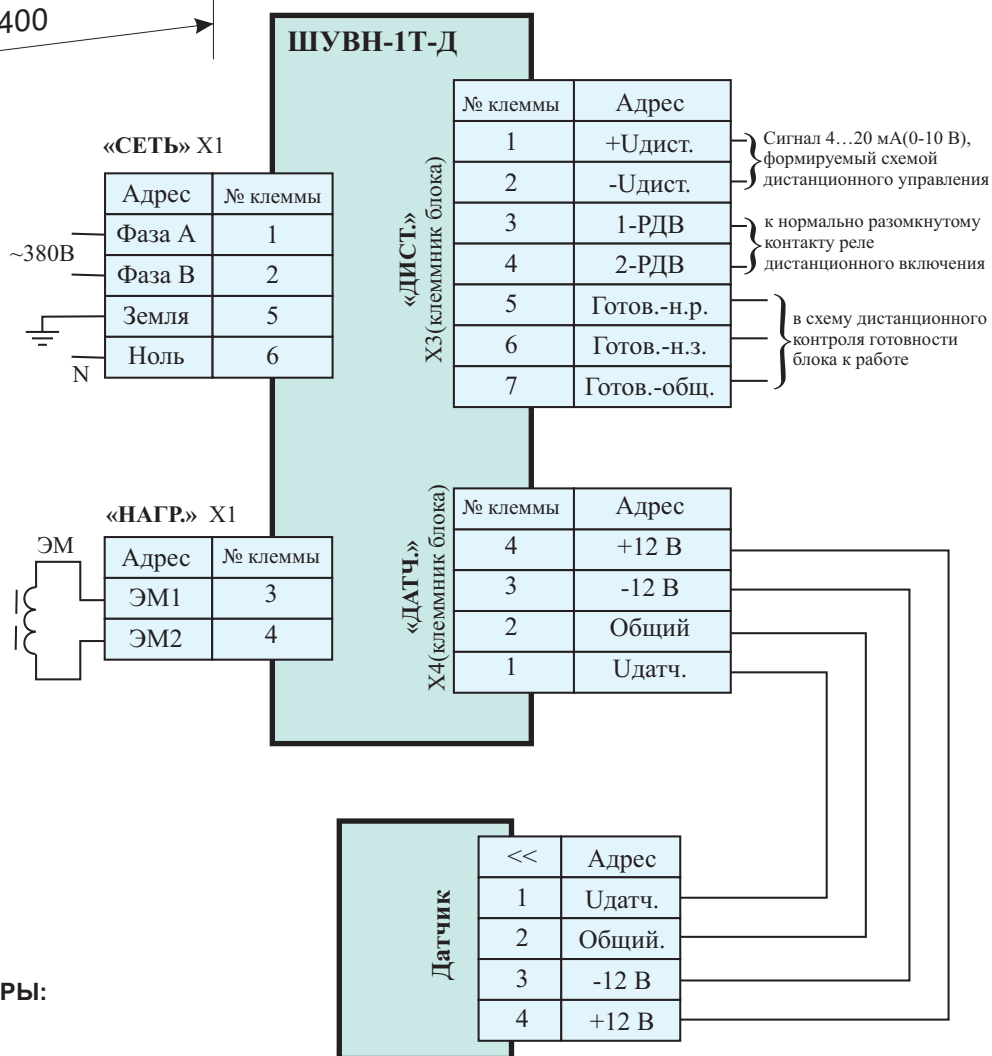 400
ШУВН-1Т-Д
«СЕТЬ» X1
Адрес № клеммы
~380В
Фаза А 1
Фаза В 2
Земля 5
Ноль 6
N
«ДИСТ.»
X3(клеммник блока)
№ клеммы Адрес
1 +Uдист.
2 -Uдист.
3 1-РДВ
4 2-РДВ
5 Готов.-н.р.
6 Готов.-н.з.
7 Готов.-общ.
Сигнал 4…20 мА(0-10 В),
формируемый схемой
дистанционного управления
к нормально разомкнутому
контакту реле
дистанционного включения
в схему дистанционного
контроля готовности
блока к работе
«НАГР.» X1
ЭМ
Адрес № клеммы
ЭМ1 3
ЭМ2 4
«ДАТЧ.»
X4(клеммник блока)
№ клеммы Адрес
4 +12 В
3 -12 В
2 Общий
1 Uдатч.
Датчик
<< Адрес
1 Uдатч.
2 Общий.
3 -12 В
4 +12 В
РЫ: